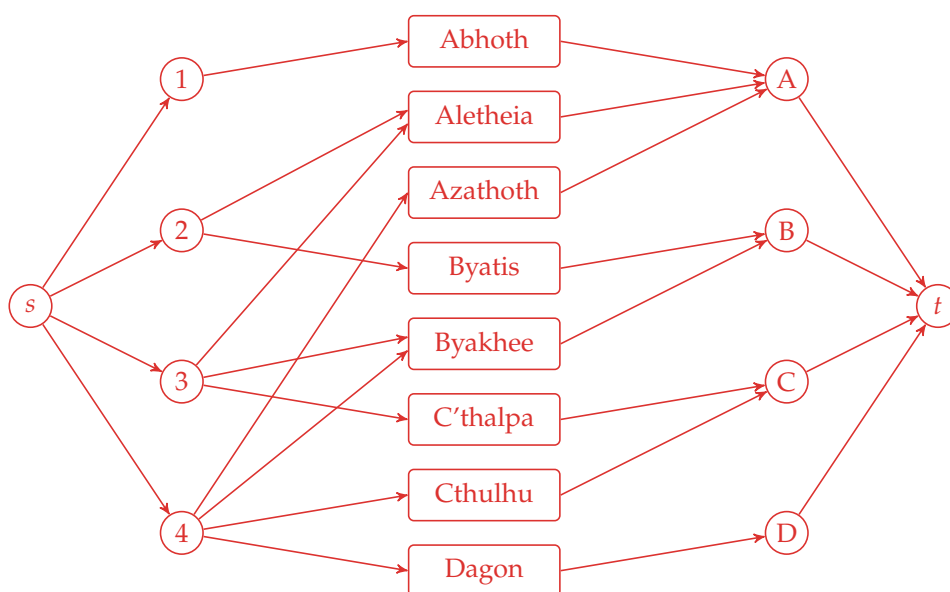 Abhoth
1
A
Aletheia
Azathoth
2
B
Byatis
s
t
Byakhee
3
C
C'thalpa
Cthulhu
4
D
Dagon